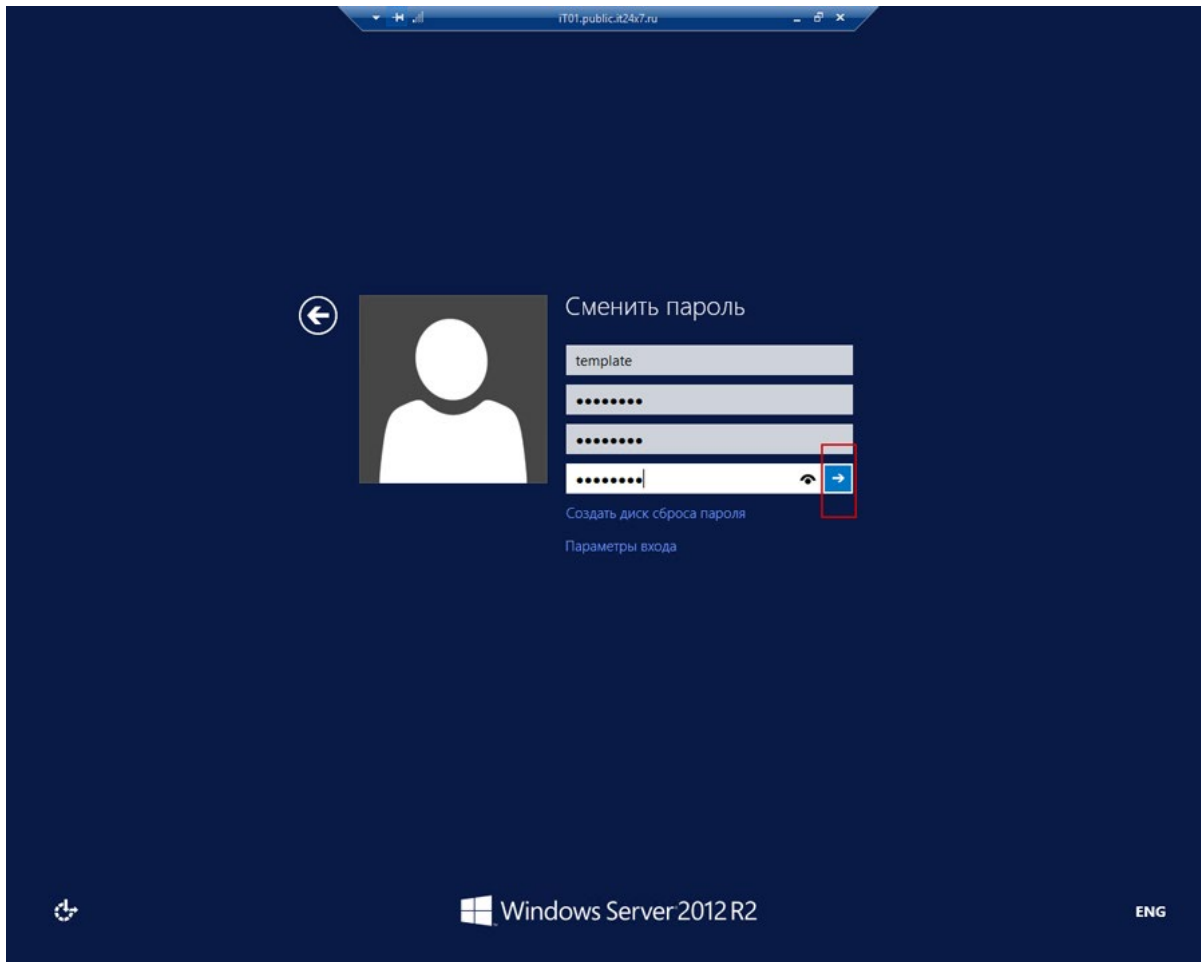 iT01.public.it24x7.ru
Сменить пароль
template
••••••••
••••••••
••••••••
Создать диск сброса пароля
Параметры входа
Windows Server 2012 R2
ENG